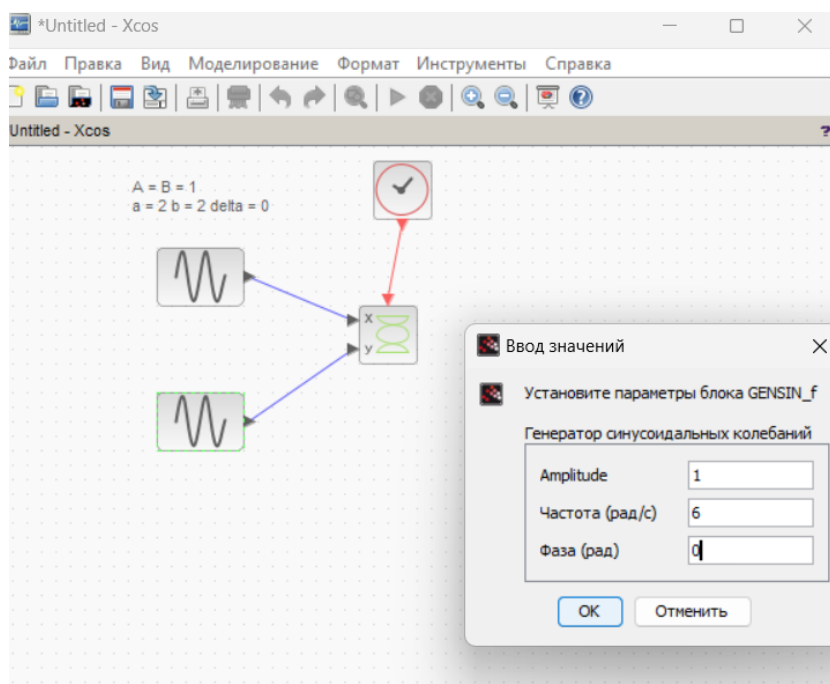 *Untitled - Xcos
Файл Правка Вид Моделирование Формат Инструменты Справка
Untitled - Xcos ?
A = B = 1
a = 2 b = 2 delta = 0
x
y
Ввод значений
Установите параметры блока GENSIN_f
Генератор синусоидальных колебаний
Amplitude 1
Частота (рад/с) 6
Фаза (рад) 0
OK Отменить